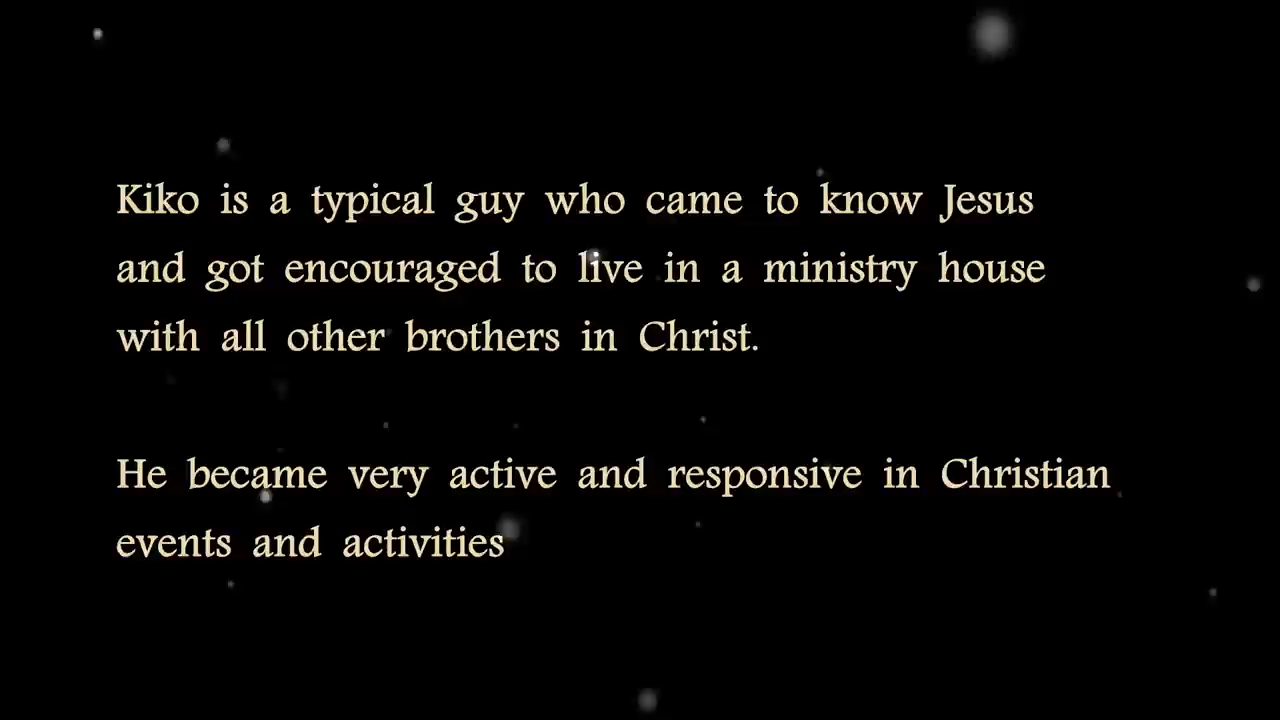 Kiko is a typical guy who came to know Jesus
and got encouraged to live in a ministry house
with all other brothers in Christ.
He became very active and responsive in Christian
events and activities